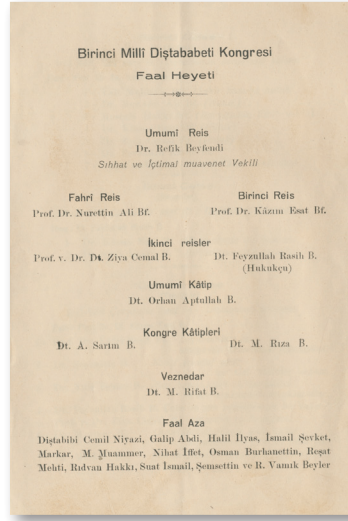 Birinci Millî Diştababeti Kongresi
Faal Heyeti
Umumî Reis
Dr. Refik Beyfendi
Sıhhat ve İçtimaî muavenet Vekili
Fahrî Reis
Prof. Dr. Nurettin Ali Bf.
Birinci Reis
Prof. Dr. Kâzım Esat Bf.
İkinci reisler
Prof. v. Dr. Dt. Ziya Cemal B.
Dt. Feyzullah Rasih B.
(Hukukçu)
Umumî Kâtip
Dt. Orhan Aptullah B.
Kongre Kâtipleri
Dt. A. Sarım B.
Dt. M. Rıza B.
Veznedar
Dt. M. Rifat B.
Faal Aza
Diştabibi Cemil Niyazi, Galip Abdi, Halil İlyas, İsmail Şevket,
Markar, M. Muammer, Nihat İffet, Osman Burhanettin, Reşat
Mehti, Rıdvan Hakkı, Suat İsmail, Şemsettin ve R. Vamık Beyler